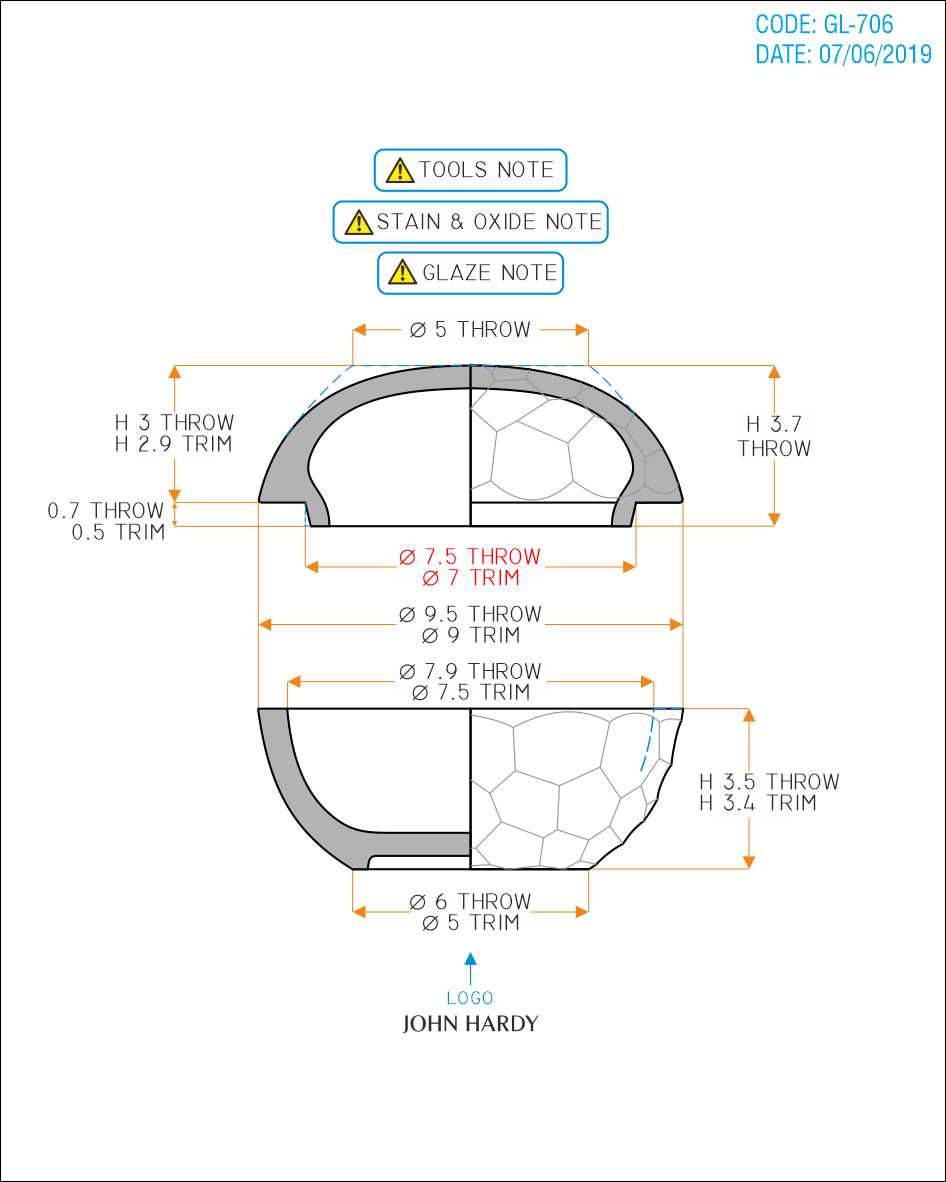 CODE: GL-706
DATE: 07/06/2019
TOOLS NOTE
STAIN & OXIDE NOTE
GLAZE NOTE
Ø 5 THROW
H 3 THROW
H 2.9 TRIM
H 3.7
THROW
0.7 THROW
0.5 TRIM
Ø 7.5 THROW
Ø 7 TRIM
Ø 9.5 THROW
Ø 9 TRIM
Ø 7.9 THROW
Ø 7.5 TRIM
H 3.5 THROW
H 3.4 TRIM
Ø 6 THROW
Ø 5 TRIM
LOGO
JOHN HARDY